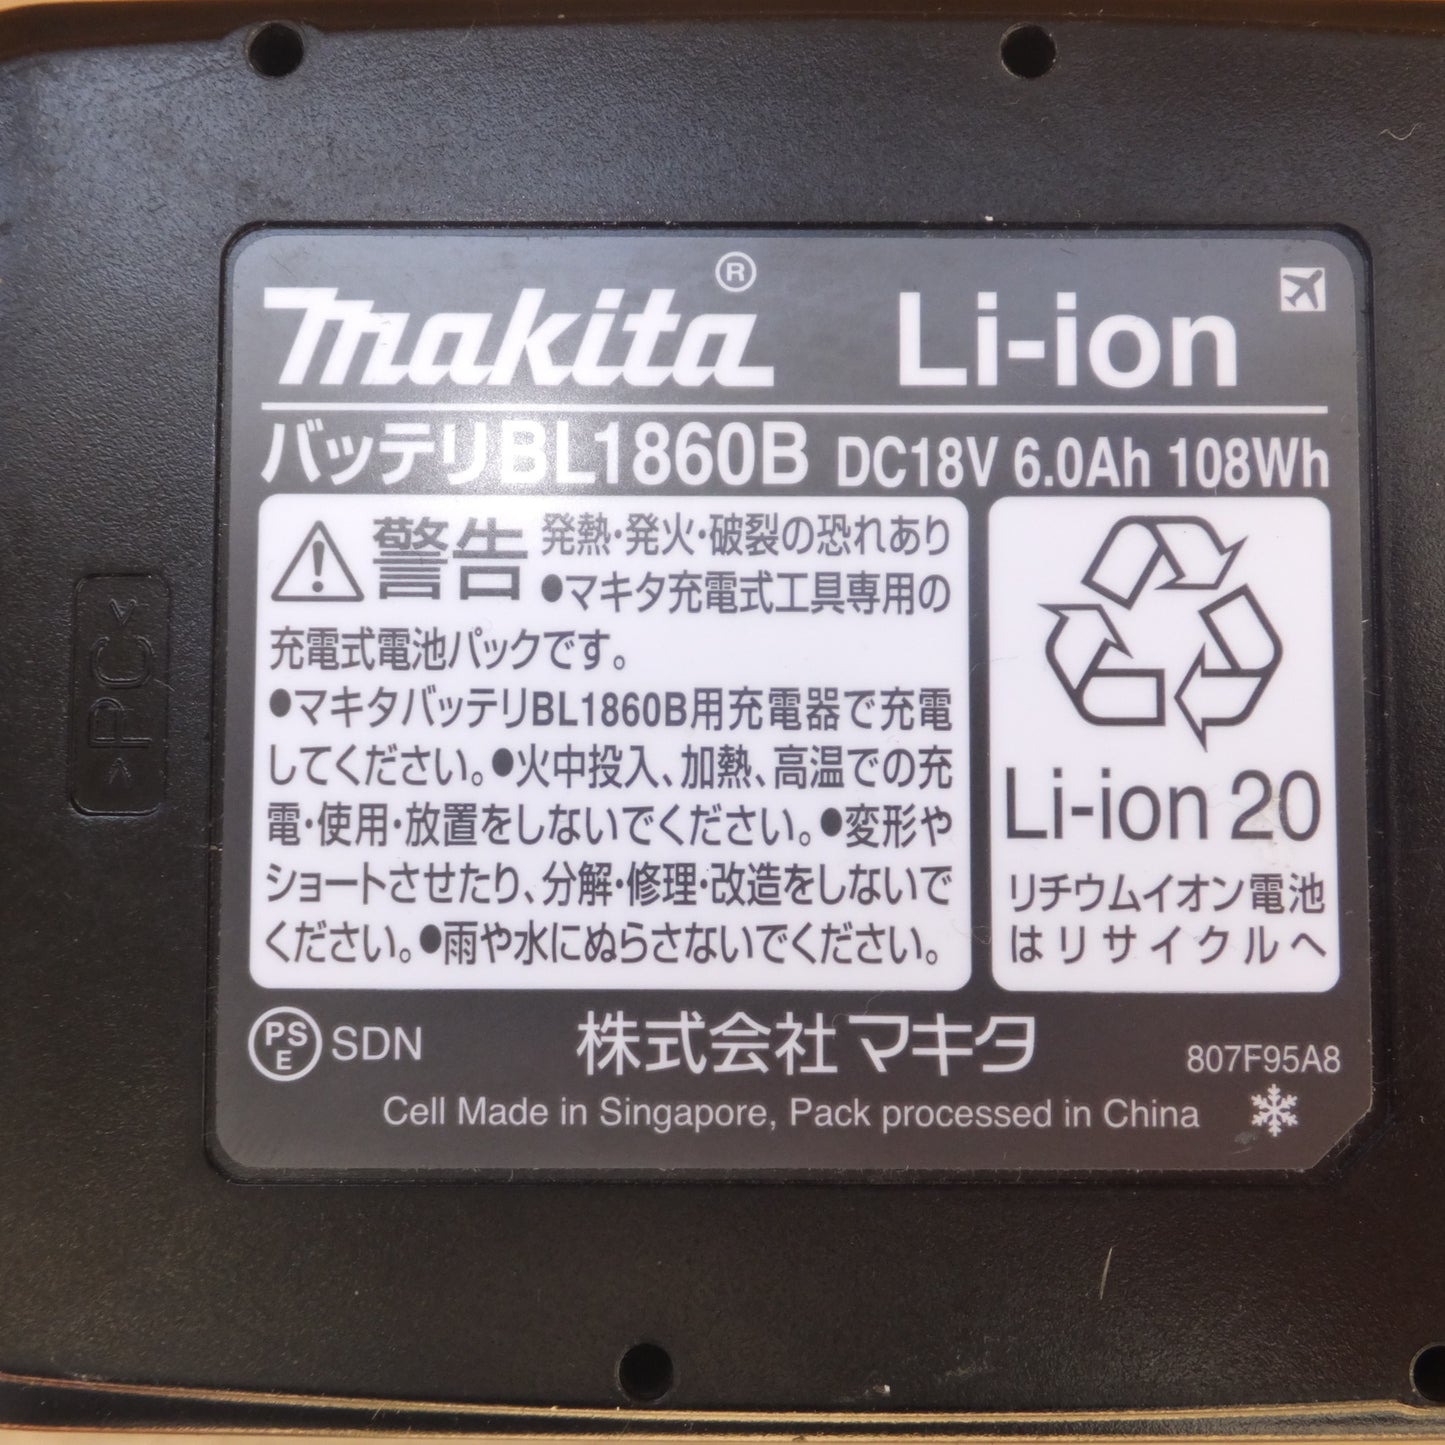 makita® Li-ion
バッテリBL1860B DC18V 6.0Ah 108Wh
警告 発熱・発火・破裂の恐れあり
●マキタ充電式工具専用の
充電式電池パックです。
●マキタバッテリBL1860B用充電器で充電
してください。●火中投入、加熱、高温での充
電・使用・放置をしないでください。●変形や
ショートさせたり、分解・修理・改造をしないで
ください。●雨や水にぬらさないでください。
Li-ion 20
リチウムイオン電池
はリサイクルへ
PSE SDN 株式会社マキタ 807F95A8
Cell Made in Singapore, Pack processed in China
>PC<